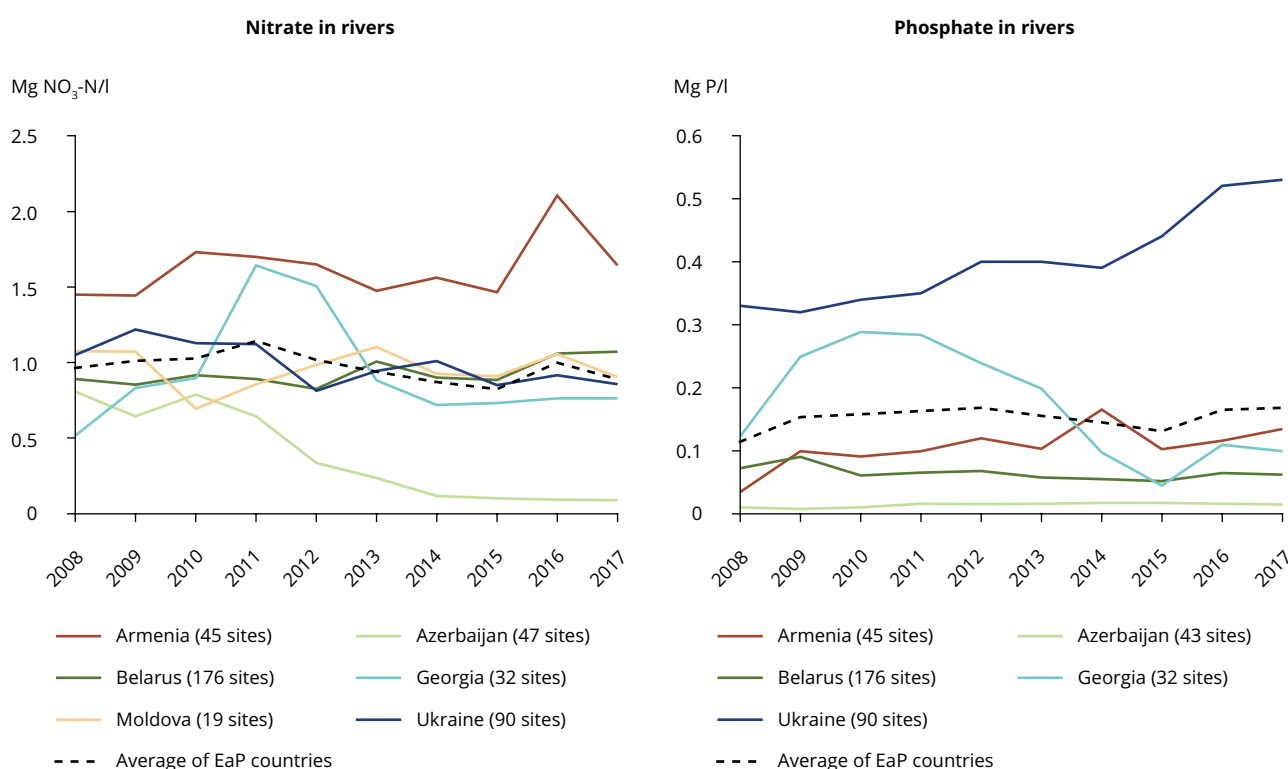 Nitrate in rivers
Mg NO₃-N/l
2.5
2.0
1.5
1.0
0.5
0
2008
2009
2010
2011
2012
2013
2014
2015
2016
2017
Armenia (45 sites)
Azerbaijan (47 sites)
Belarus (176 sites)
Georgia (32 sites)
Moldova (19 sites)
Ukraine (90 sites)
Average of EaP countries
Phosphate in rivers
Mg P/l
0.6
0.5
0.4
0.3
0.2
0.1
0
2008
2009
2010
2011
2012
2013
2014
2015
2016
2017
Armenia (45 sites)
Azerbaijan (43 sites)
Belarus (176 sites)
Georgia (32 sites)
Ukraine (90 sites)
Average of EaP countries